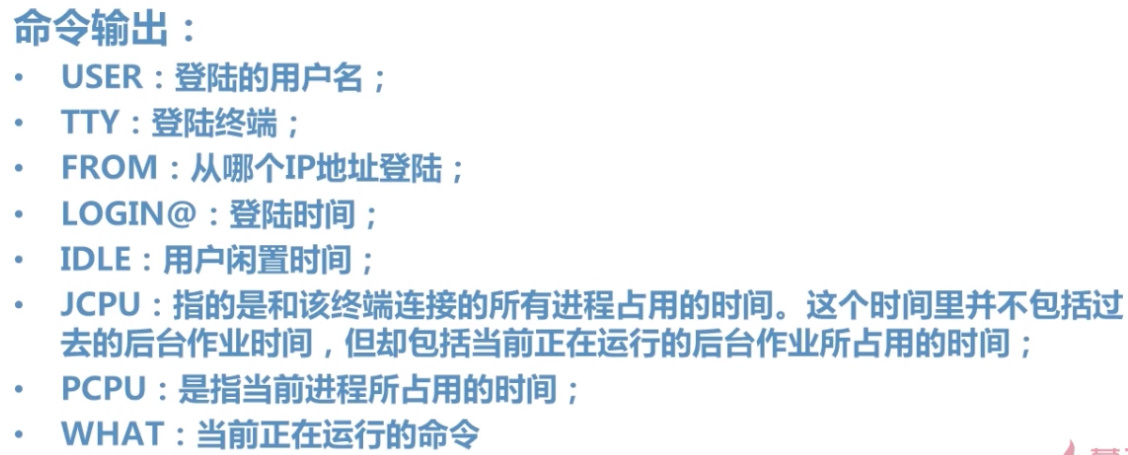 命令输出：
• USER：登陆的用户名；
• TTY：登陆终端；
• FROM：从哪个IP地址登陆；
• LOGIN@：登陆时间；
• IDLE：用户闲置时间；
• JCPU：指的是和该终端连接的所有进程占用的时间。这个时间里并不包括过
去的后台作业时间，但却包括当前正在运行的后台作业所占用的时间；
• PCPU：是指当前进程所占用的时间；
• WHAT：当前正在运行的命令